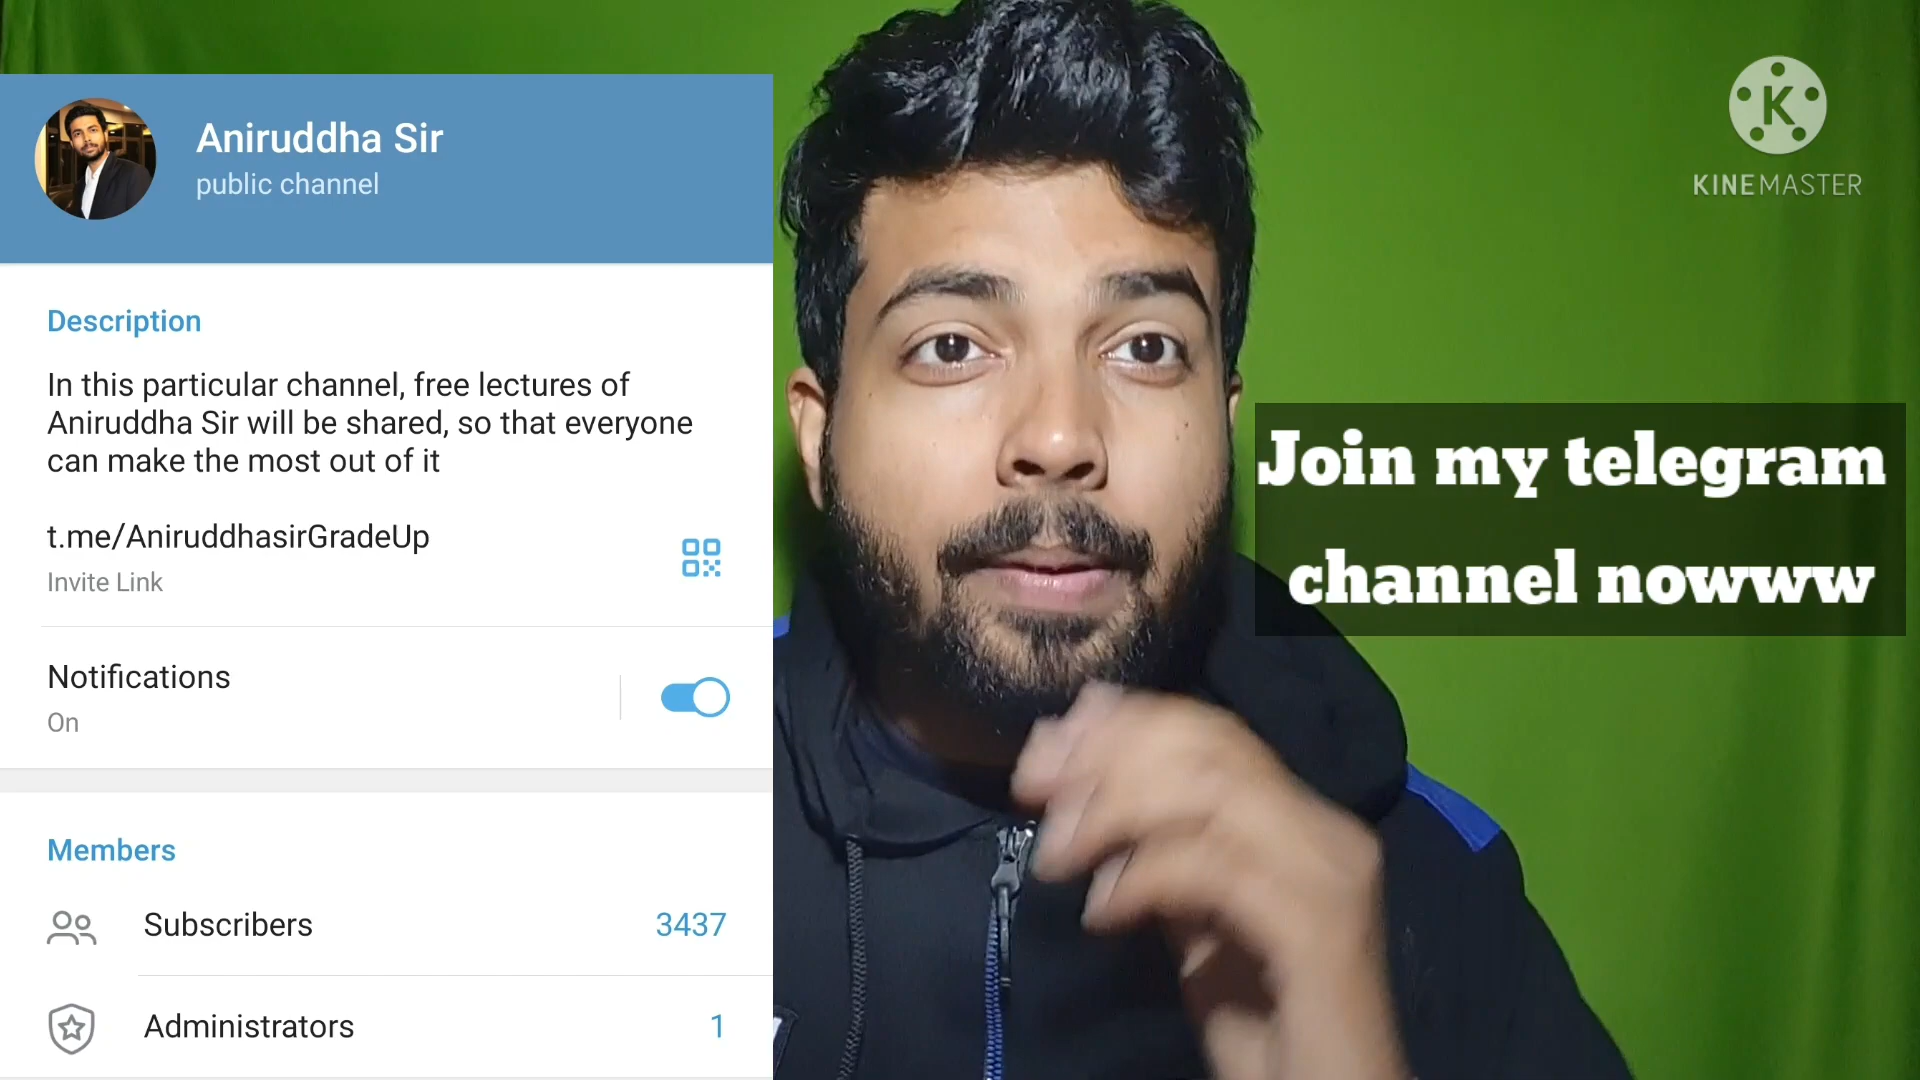 Aniruddha Sir
public channel
Description
In this particular channel, free lectures of
Aniruddha Sir will be shared, so that everyone
can make the most out of it
t.me/AniruddhasirGradeUp
Invite Link
Notifications
On
Members
Subscribers 3437
Administrators 1
K
KINEMASTER
Join my telegram
channel nowww